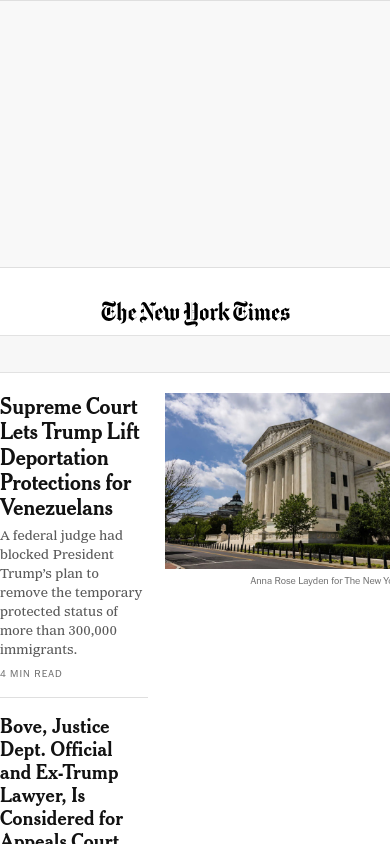 The New York Times
Supreme Court
Lets Trump Lift
Deportation
Protections for
Venezuelans
A federal judge had
blocked President
Trump’s plan to
remove the temporary
protected status of
more than 300,000
immigrants.
4 MIN READ
Anna Rose Layden for The New Yo
Bove, Justice
Dept. Official
and Ex-Trump
Lawyer, Is
Considered for
Appeals Court